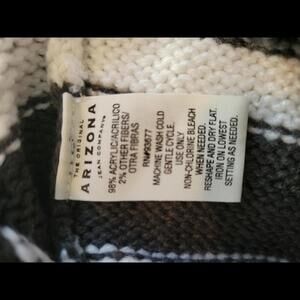 THE ORIGINAL
ARIZONA
JEAN COMPANY
98% ACRYLIC/ACRILICO
2% OTHER FIBERS/
OTRA FIBRAS
RN#93677
MACHINE WASH COLD
GENTLE CYCLE.
USE ONLY
NON-CHLORINE BLEACH
WHEN NEEDED.
RESHAPE AND DRY FLAT.
IRON ON LOWEST
SETTING AS NEEDED.